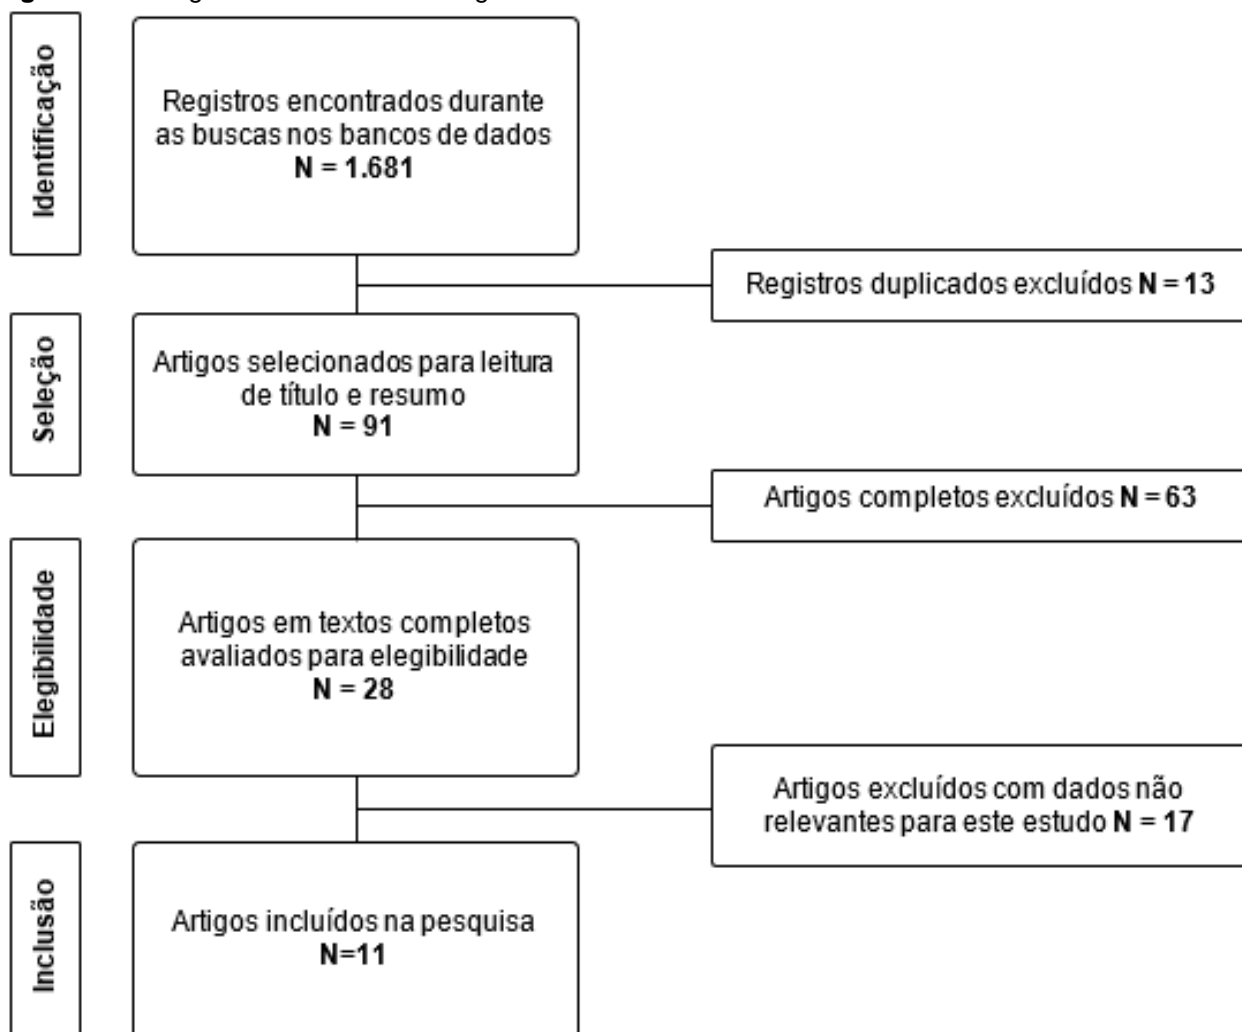 Identificação
Registros encontrados durante
as buscas nos bancos de dados
N = 1.681
Registros duplicados excluídos N = 13
Seleção
Artigos selecionados para leitura
de título e resumo
N = 91
Artigos completos excluídos N = 63
Elegibilidade
Artigos em textos completos
avaliados para elegibilidade
N = 28
Artigos excluídos com dados não
relevantes para este estudo N = 17
Inclusão
Artigos incluídos na pesquisa
N=11